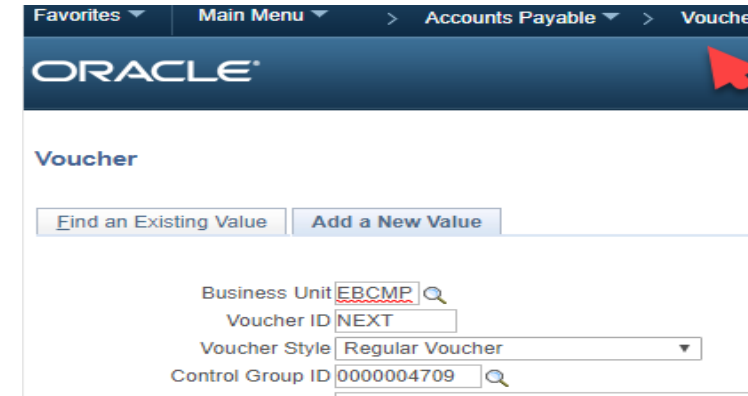 Favorites Main Menu > Accounts Payable > Vouche
ORACLE
Voucher
Find an Existing Value Add a New Value
Business Unit EBCMP
Voucher ID NEXT
Voucher Style Regular Voucher
Control Group ID 0000004709